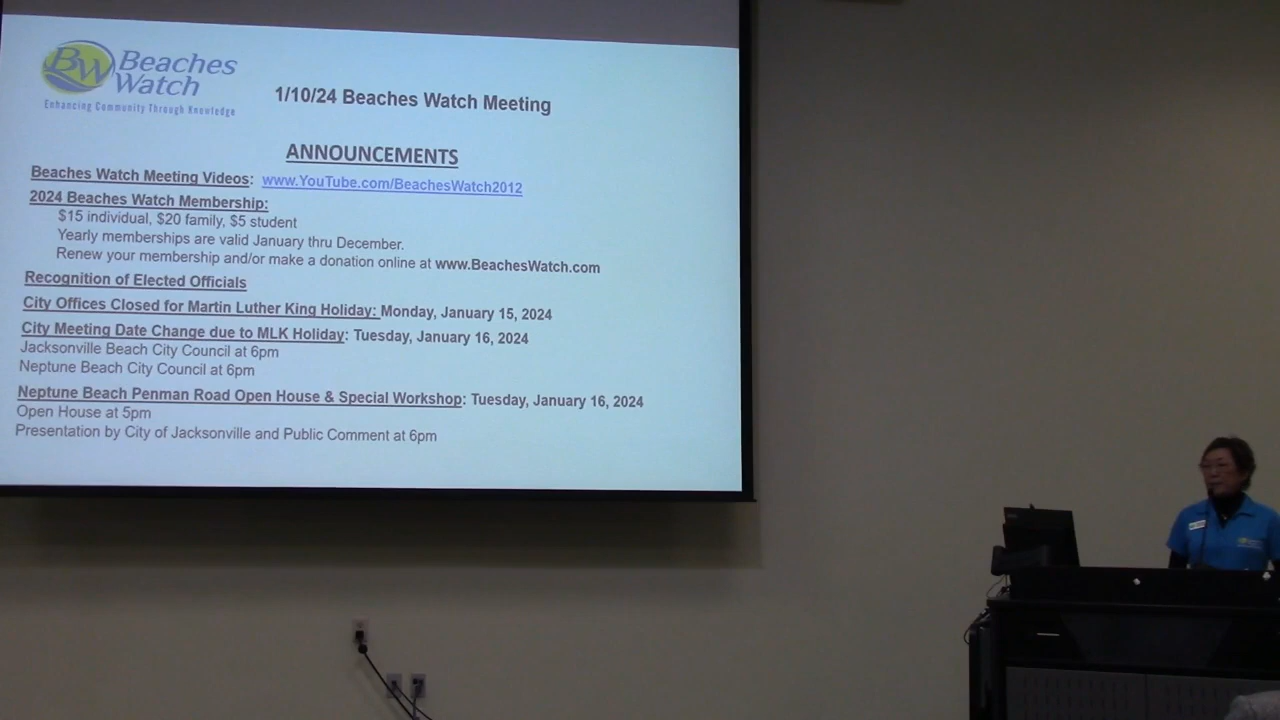 BW Beaches Watch
Enhancing Community Through Knowledge
1/10/24 Beaches Watch Meeting
ANNOUNCEMENTS
Beaches Watch Meeting Videos: www.YouTube.com/BeachesWatch2012
2024 Beaches Watch Membership:
$15 individual, $20 family, $5 student
Yearly memberships are valid January thru December.
Renew your membership and/or make a donation online at www.BeachesWatch.com
Recognition of Elected Officials
City Offices Closed for Martin Luther King Holiday: Monday, January 15, 2024
City Meeting Date Change due to MLK Holiday: Tuesday, January 16, 2024
Jacksonville Beach City Council at 6pm
Neptune Beach City Council at 6pm
Neptune Beach Penman Road Open House & Special Workshop: Tuesday, January 16, 2024
Open House at 5pm
Presentation by City of Jacksonville and Public Comment at 6pm